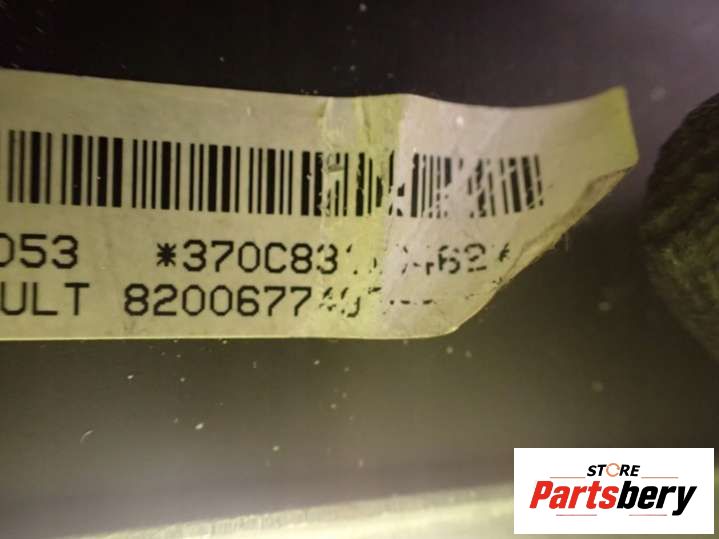 053 *370C83
ULT 8200677
STORE
Partsbery